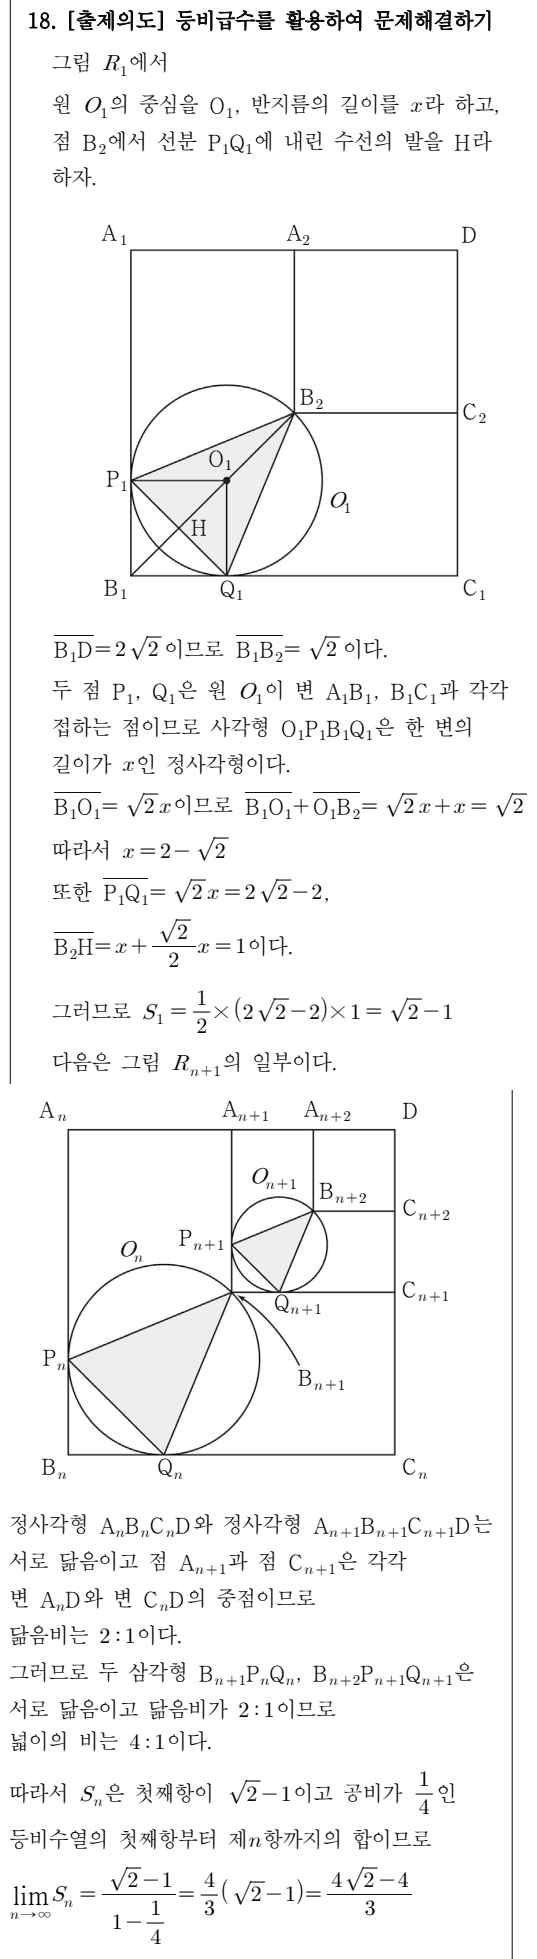 18. [출제의도] 등비급수를 활용하여 문제해결하기
그림 R₁에서
원 O₁의 중심을 O₁, 반지름의 길이를 x라 하고,
점 B₂에서 선분 P₁Q₁에 내린 수선의 발을 H라
하자.
A₁ A₂ D
B₂
C₂
O₁
P₁
O₁
H
B₁ Q₁ C₁
B₁D=2√2이므로 B₁B₂=√2이다.
두 점 P₁, Q₁은 원 O₁이 변 A₁B₁, B₁C₁과 각각
접하는 점이므로 사각형 O₁P₁B₁Q₁은 한 변의
길이가 x인 정사각형이다.
B₁O₁=√2x이므로 B₁O₁+O₁B₂=√2x+x=√2
따라서 x=2-√2
또한 P₁Q₁=√2x=2√2-2,
B₂H=x+√2/2x=1이다.
그러므로 S₁=1/2×(2√2-2)×1=√2-1
다음은 그림 Rₙ₊₁의 일부이다.
Aₙ Aₙ₊₁ Aₙ₊₂ D
Oₙ₊₁
Bₙ₊₂
Cₙ₊₂
Pₙ₊₁
Oₙ
Cₙ₊₁
Qₙ₊₁
Pₙ
Bₙ₊₁
Bₙ Qₙ Cₙ
정사각형 AₙBₙCₙD와 정사각형 Aₙ₊₁Bₙ₊₁Cₙ₊₁D는
서로 닮음이고 점 Aₙ₊₁과 점 Cₙ₊₁은 각각
변 AₙD와 변 CₙD의 중점이므로
닮음비는 2:1이다.
그러므로 두 삼각형 Bₙ₊₁PₙQₙ, Bₙ₊₂Pₙ₊₁Qₙ₊₁은
서로 닮음이고 닮음비가 2:1이므로
넓이의 비는 4:1이다.
따라서 Sₙ은 첫째항이 √2-1이고 공비가 1/4인
등비수열의 첫째항부터 제n항까지의 합이므로
lim n→∞ Sₙ=(√2-1)/(1-1/4)=4/3(√2-1)=(4√2-4)/3